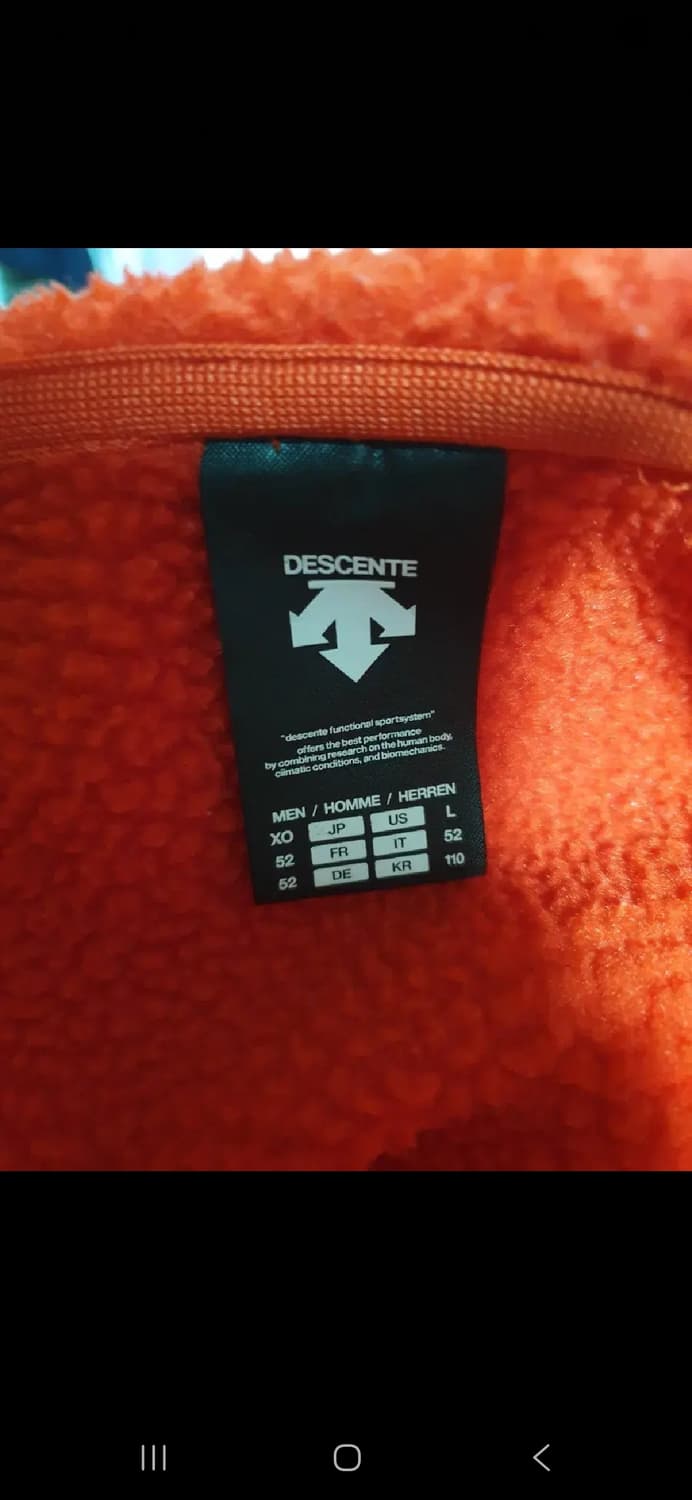 DESCENTE
"descente functional sportsystem"
offers the best performance
by combining research on the human body,
climatic conditions, and biomechanics.
MEN / HOMME / HERREN
XO JP US L
52 FR IT 52
52 DE KR 110